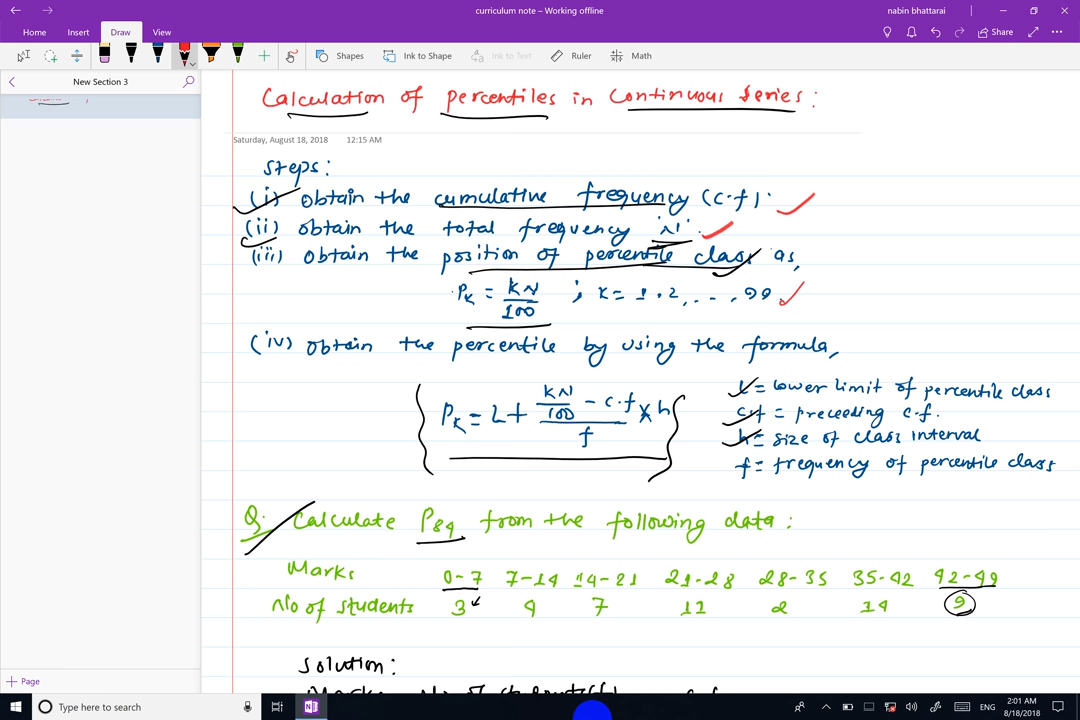 curriculum note – Working offline
nabin bhattarai
Home Insert Draw View
Share
Shapes Ink to Shape Ink to Text Ruler Math
New Section 3
Calculation of percentiles in Continuous Series:
Saturday, August 18, 2018 12:15 AM
Steps:
(i) obtain the cumulative frequency (c.f).
(ii) obtain the total frequency 'N'.
(iii) obtain the position of percentile class as,
Pk = kN/100 ; k = 1, 2, ..., 99.
(iv) obtain the percentile by using the formula,
Pk = L + (kN/100 - c.f)/f × h
l = lower limit of percentile class
c.f = preceeding c.f.
h = size of class interval
f = frequency of percentile class
Q. Calculate P84 from the following data:
Marks 0-7 7-14 14-21 21-28 28-35 35-42 42-49
No of students 3 4 7 11 2 14 9
Solution:
+ Page
Type here to search
ENG
2:01 AM
8/18/2018